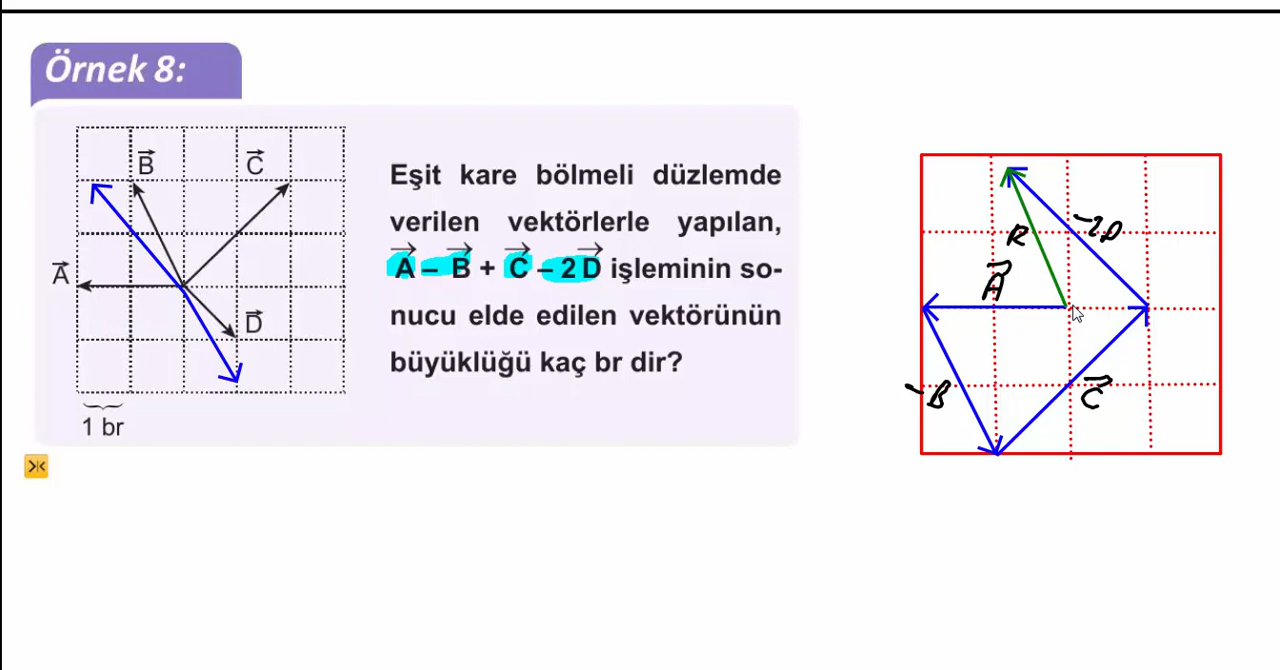 Örnek 8:
B
C
A
D
1 br
Eşit kare bölmeli düzlemde
verilen vektörlerle yapılan,
A – B + C – 2D işleminin so-
nucu elde edilen vektörünün
büyüklüğü kaç br dir?
-2D
R
A
-B
C